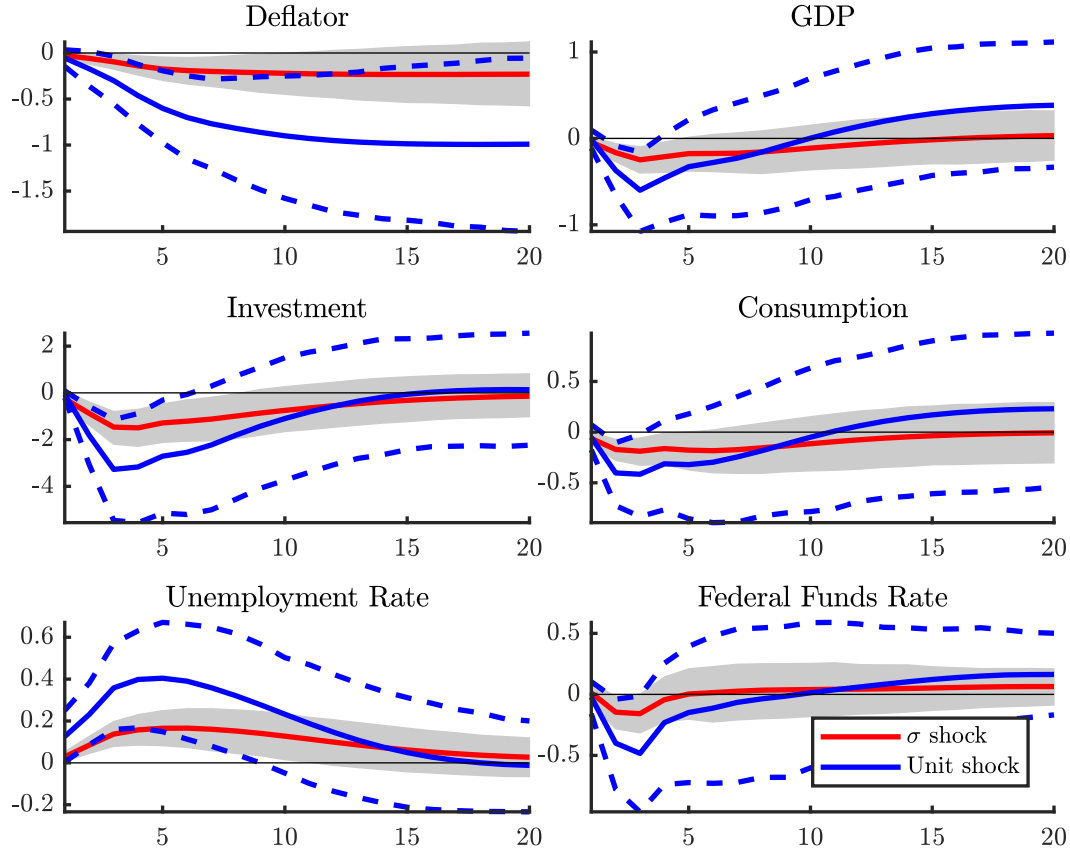 Deflator
0
-0.5
-1
-1.5
5 10 15 20
GDP
1
0
-1
5 10 15 20
Investment
2
0
-2
-4
5 10 15 20
Consumption
0.5
0
-0.5
5 10 15 20
Unemployment Rate
0.6
0.4
0.2
0
-0.2
5 10 15 20
Federal Funds Rate
0.5
0
-0.5
σ shock
Unit shock
5 10 15 20